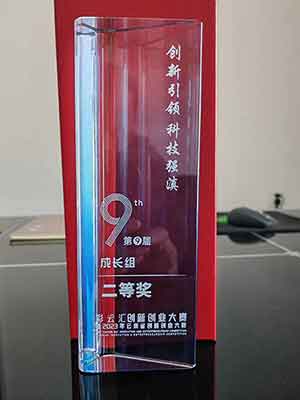 创新引领 科技强滇
9th
第9届
成长组
二等奖
彩云汇创新创业大赛
2023年云南省创新创业大赛